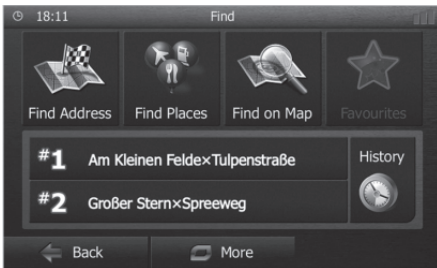 18:11 Find
Find Address Find Places Find on Map Favourites
#1 Am Kleinen Felde×Tulpenstraße History
#2 Großer Stern×Spreeweg
Back More